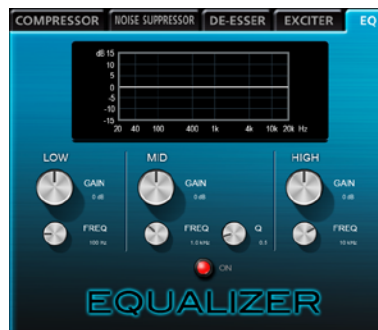 COMPRESSOR NOISE SUPPRESSOR DE-ESSER EXCITER EQ
dB 15
10
5
0
-5
-10
-15
20 40 100 400 1k 4k 10k 20k Hz
LOW MID HIGH
GAIN GAIN GAIN
0 dB 0 dB 0 dB
FREQ FREQ Q FREQ
100 Hz 1.0 kHz 0.1 10 kHz
ON
EQUALIZER